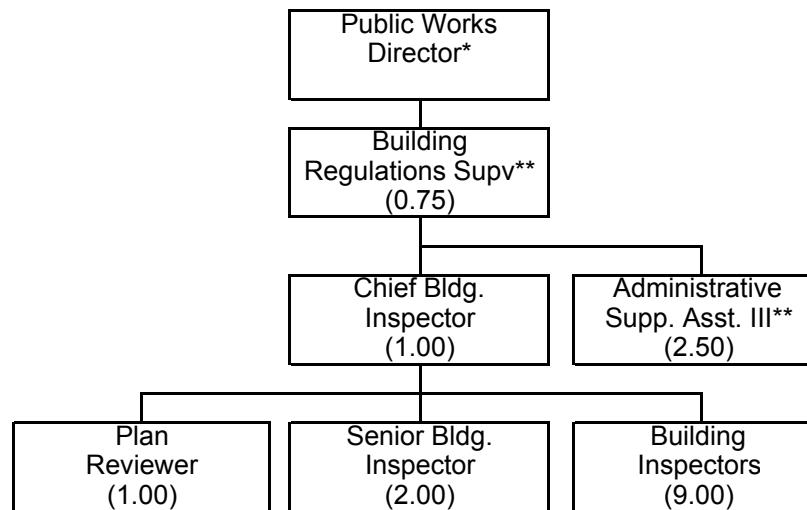 Public Works
Director*
Building
Regulations Supv**
(0.75)
Chief Bldg.
Inspector
(1.00)
Administrative
Supp. Asst. III**
(2.50)
Plan
Reviewer
(1.00)
Senior Bldg.
Inspector
(2.00)
Building
Inspectors
(9.00)